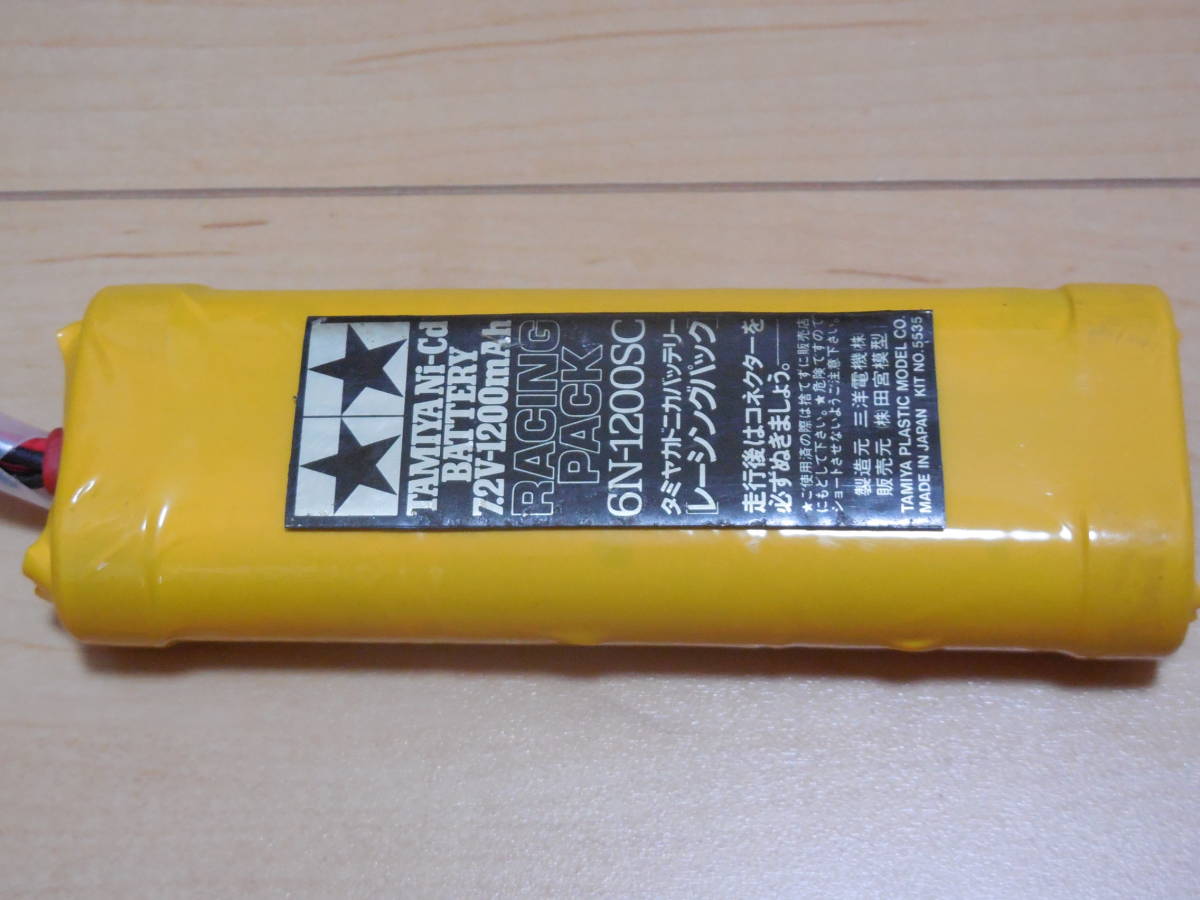 TAMIYA Ni-Cd
BATTERY
7.2V-1200mAh
RACING
PACK
6N-1200SC
タミヤカドニカバッテリー
[レーシングパック]
走行後はコネクターを
必ずぬきましょう。
★ご使用済の際は捨てずに販売店
にもどして下さい。★危険ですので
ショートさせないようご注意下さい。
製造元 三洋電機㈱
販売元 ㈱田宮模型
TAMIYA PLASTIC MODEL CO.
MADE IN JAPAN KIT NO.5535